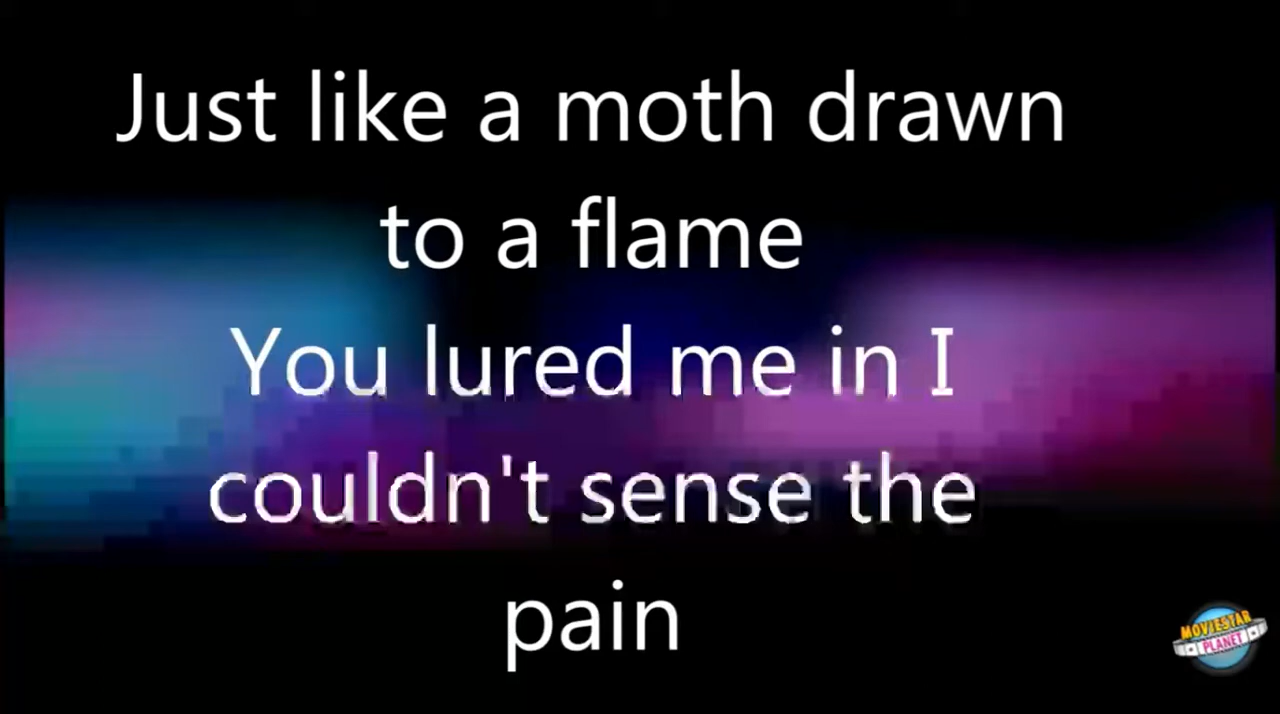 Just like a moth drawn
to a flame
You lured me in I
couldn't sense the
pain
MOVIESTAR
PLANET